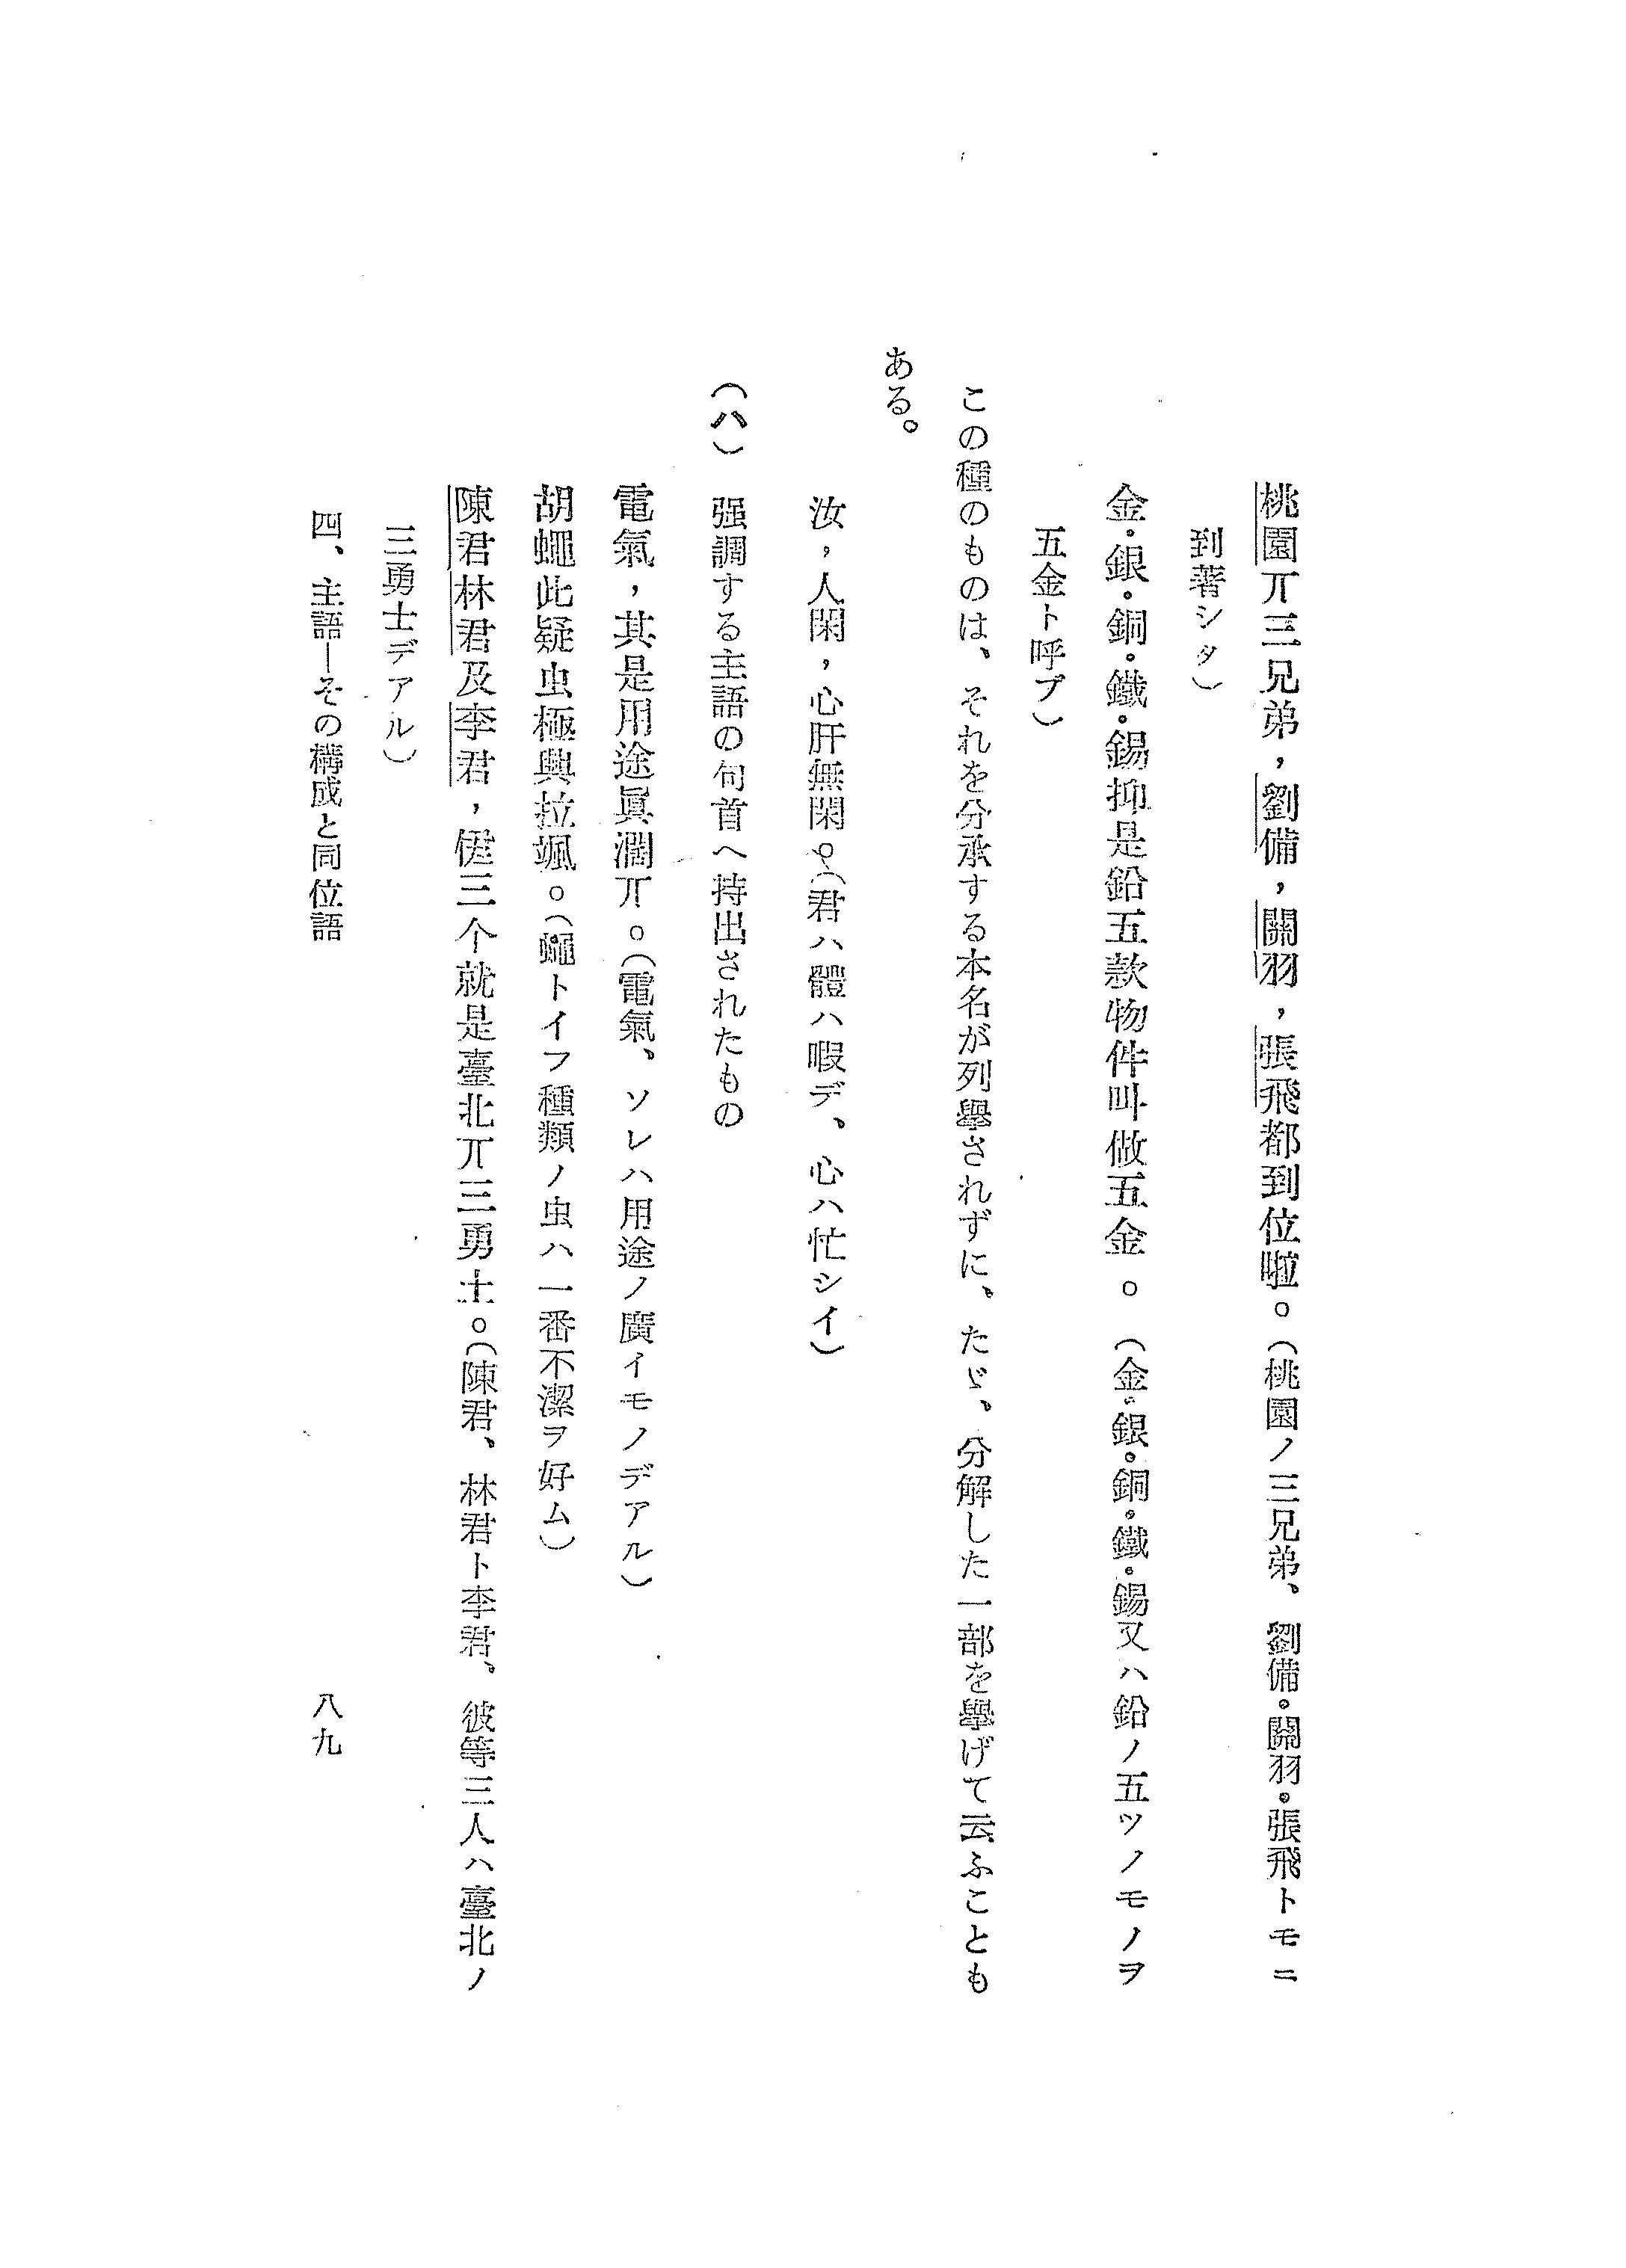 桃園丌三兄弟，劉備，關羽，張飛都到位啦。（桃園ノ三兄弟、劉備。關羽。張飛トモニ
到著シタ）
金。銀。銅。鐵。錫抑是鉛五款物件叫做五金。（金。銀。銅。鐵。錫又ハ鉛ノ五ツノモノヲ
五金ト呼ブ）
この種のものは、それを分承する本名が列擧されずに、たゞ、分解した一部を擧げて云ふことも
ある。
汝，人閑，心肝無閑。（君ハ體ハ暇デ、心ハ忙シイ）
（ハ） 强調する主語の句首へ持出されたもの
電氣，其是用途眞濶丌。（電氣、ソレハ用途ノ廣イモノデアル）
胡蠅此疑虫極興拉颯。（蠅トイフ種類ノ虫ハ一番不潔ヲ好ム）
陳君林君及李君，㑮三个就是臺北丌三勇士。（陳君、林君ト李君、彼等三人ハ臺北ノ
三勇士デアル）
四、主語―その構成と同位語 八九